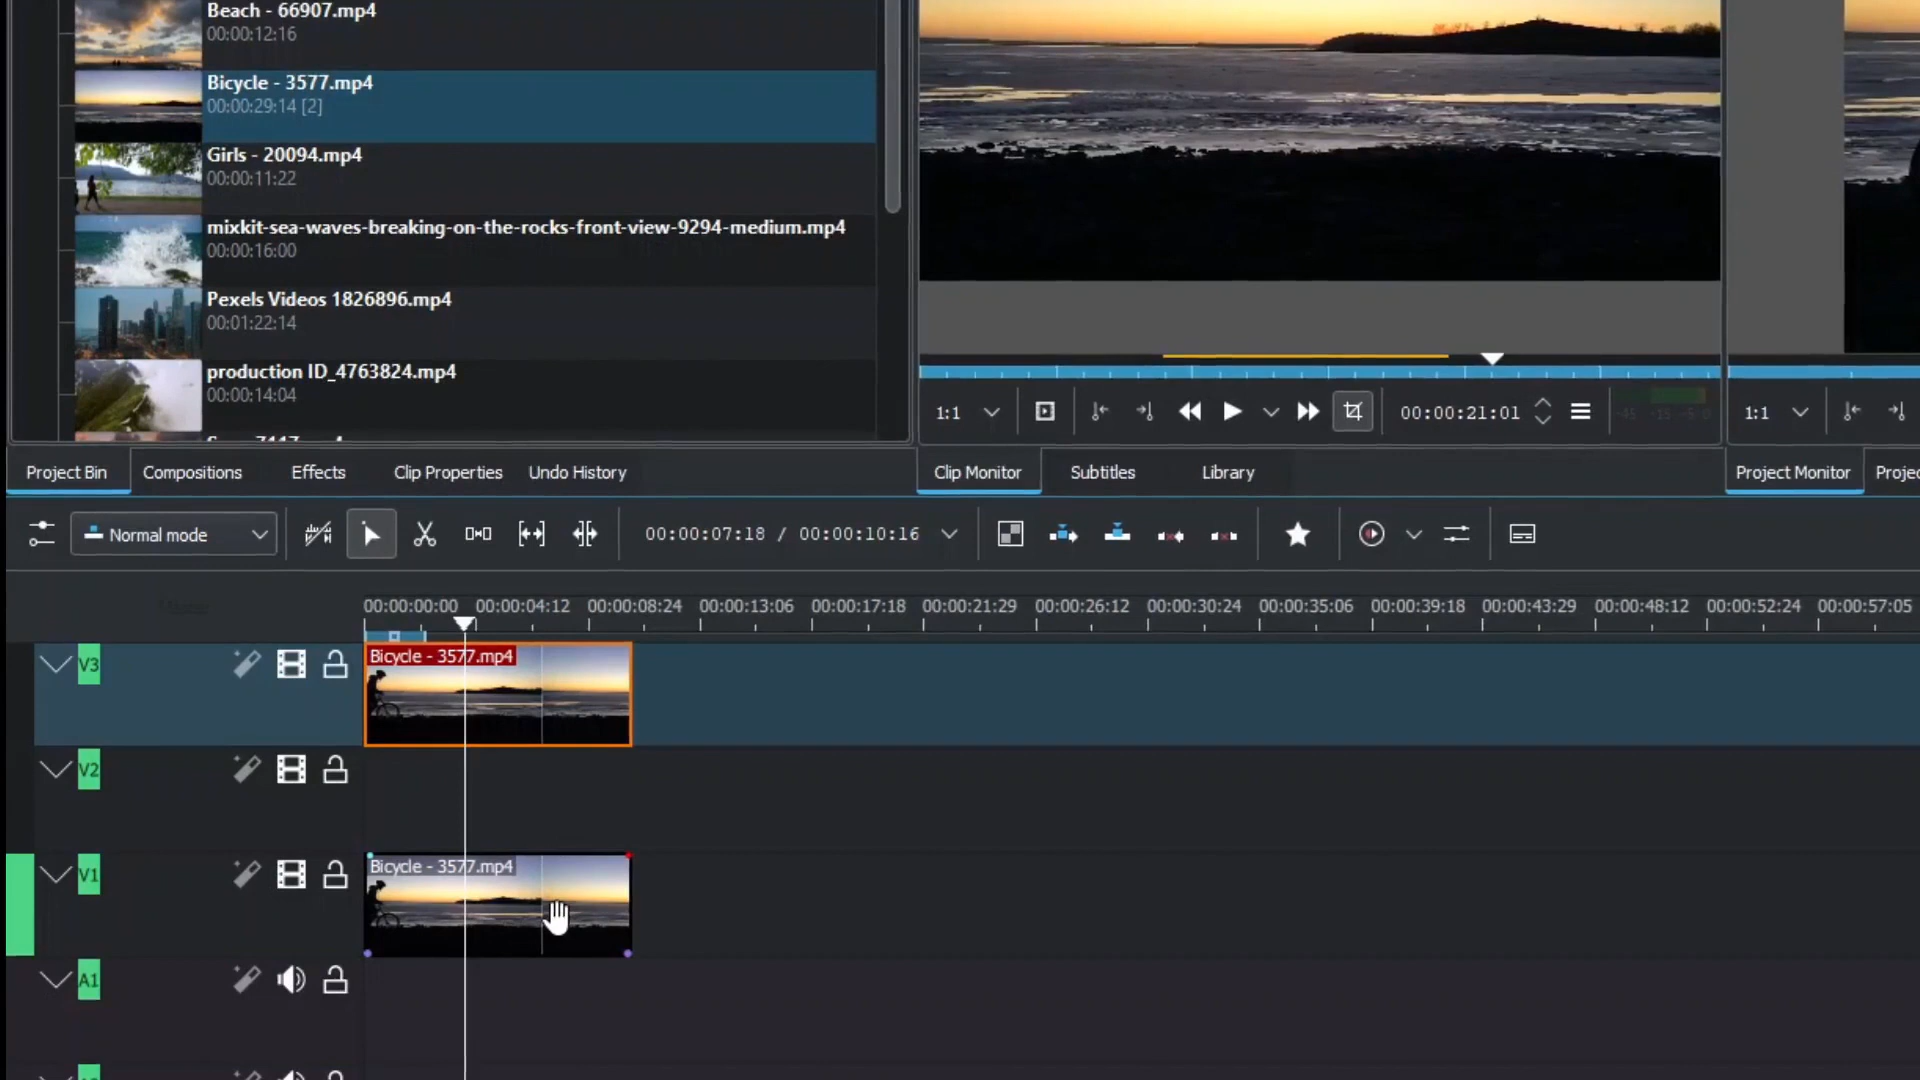 Beach - 66907.mp4
00:00:12:16
Bicycle - 3577.mp4
00:00:29:14 [2]
Girls - 20094.mp4
00:00:11:22
mixkit-sea-waves-breaking-on-the-rocks-front-view-9294-medium.mp4
00:00:16:00
Pexels Videos 1826896.mp4
00:01:22:14
production ID_4763824.mp4
00:00:14:04
1:1
00:00:21:01
1:1
Project Bin
Compositions
Effects
Clip Properties
Undo History
Clip Monitor
Subtitles
Library
Project Monitor
Normal mode
00:00:07:18 / 00:00:10:16
00:00:00:00 00:00:04:12 00:00:08:24 00:00:13:06 00:00:17:18 00:00:21:29 00:00:26:12 00:00:30:24 00:00:35:06 00:00:39:18 00:00:43:29 00:00:48:12 00:00:52:24 00:00:57:05
V3
Bicycle - 3577.mp4
V2
V1
Bicycle - 3577.mp4
A1